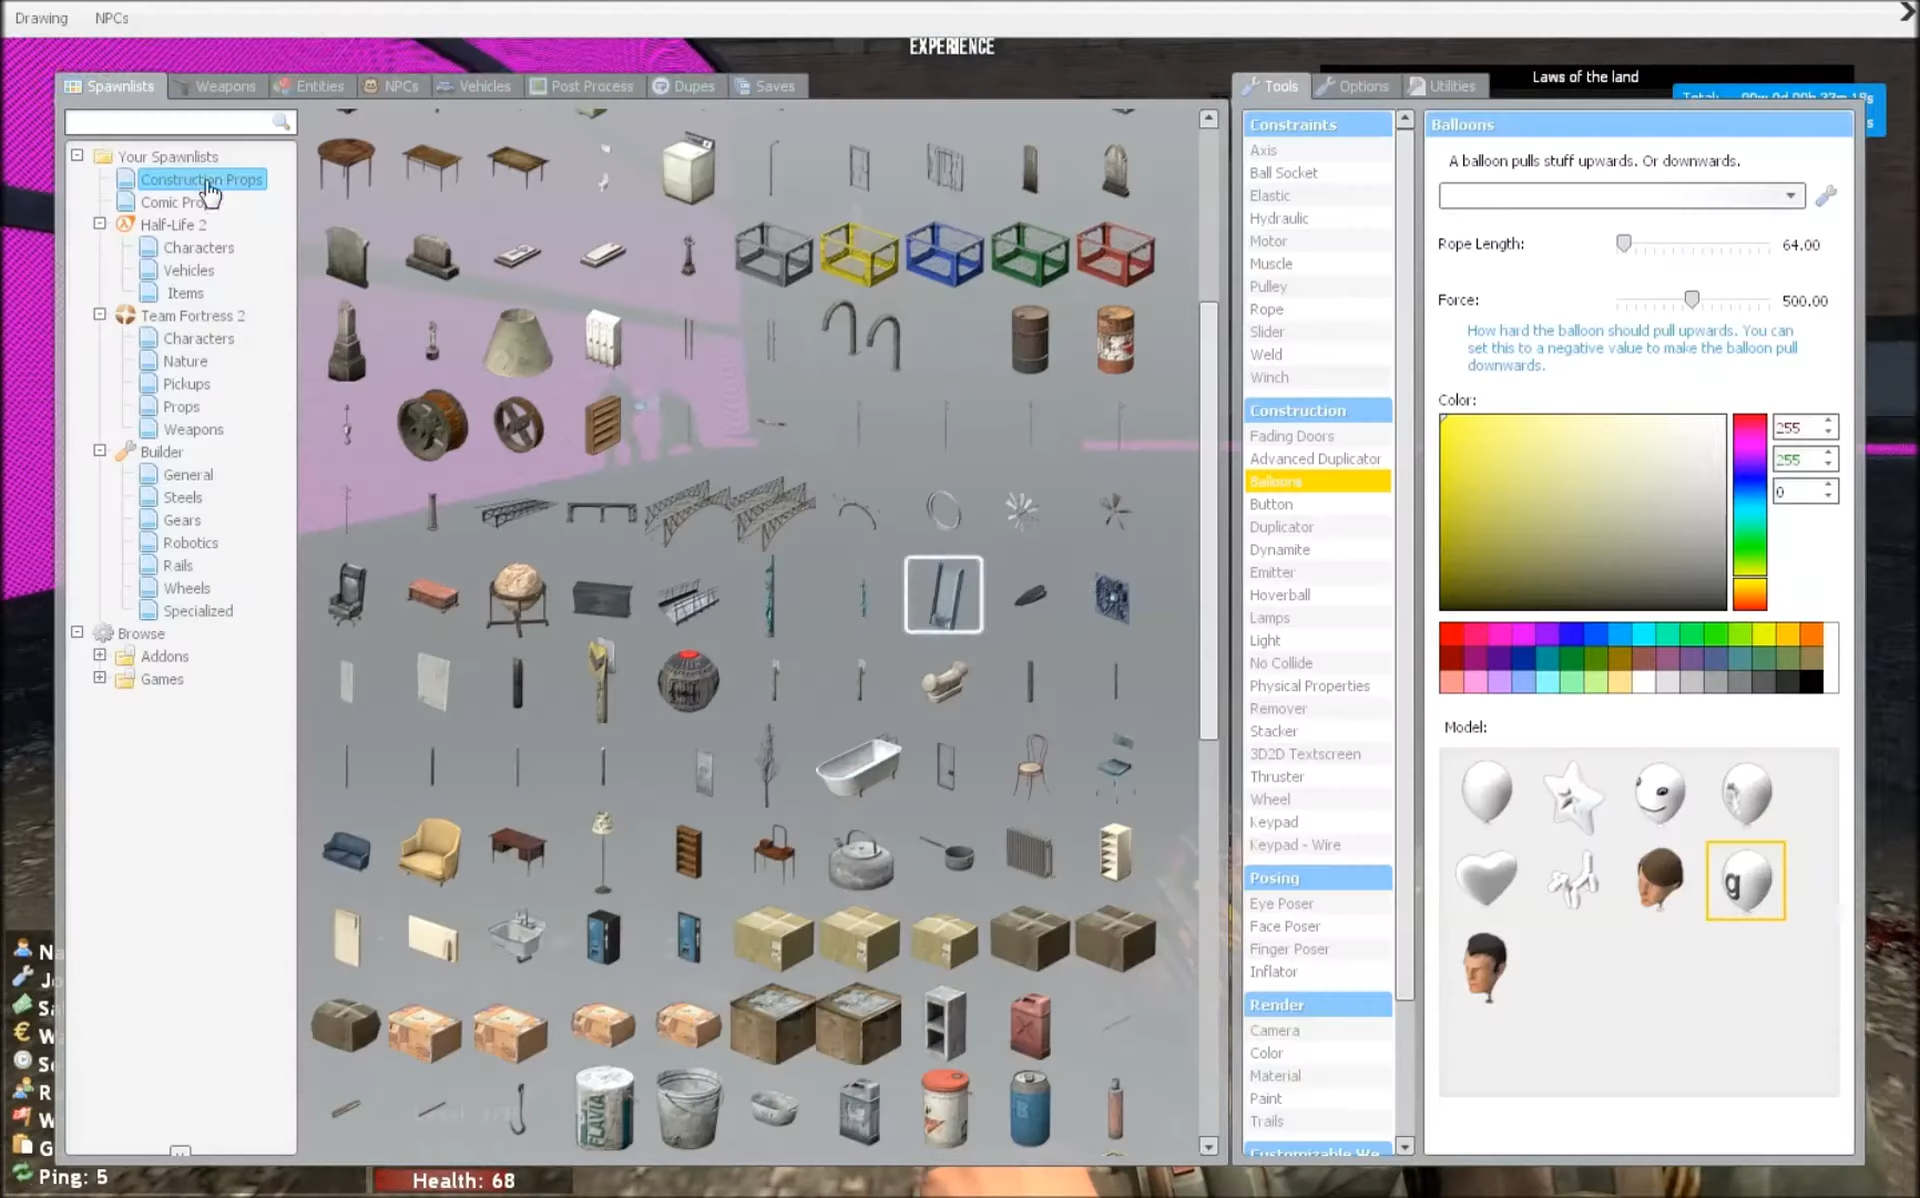 Drawing NPCs
EXPERIENCE
Laws of the land
Spawnlists Weapons Entities NPCs Vehicles Post Process Dupes Saves
Your Spawnlists
Construction Props
Comic
Half-Life 2
Characters
Vehicles
Items
Team Fortress 2
Characters
Nature
Pickups
Props
Weapons
Builder
General
Steels
Gears
Robotics
Rails
Wheels
Specialized
Browse
Addons
Games
FLAVIA
Ping: 5
Health: 68
Tools Options Utilities
Constraints
Axis
Ball Socket
Elastic
Hydraulic
Motor
Muscle
Pulley
Rope
Slider
Weld
Winch
Construction
Fading Doors
Advanced Duplicator
Balloons
Button
Duplicator
Dynamite
Emitter
Hoverball
Lamps
Light
No Collide
Physical Properties
Remover
Stacker
3D2D Textscreen
Thruster
Wheel
Keypad
Keypad - Wire
Posing
Eye Poser
Face Poser
Finger Poser
Inflator
Render
Camera
Color
Material
Paint
Trails
Balloons
A balloon pulls stuff upwards. Or downwards.
Rope Length: 64.00
Force: 500.00
How hard the balloon should pull upwards. You can
set this to a negative value to make the balloon pull
downwards.
Color:
255
255
0
Model:
g